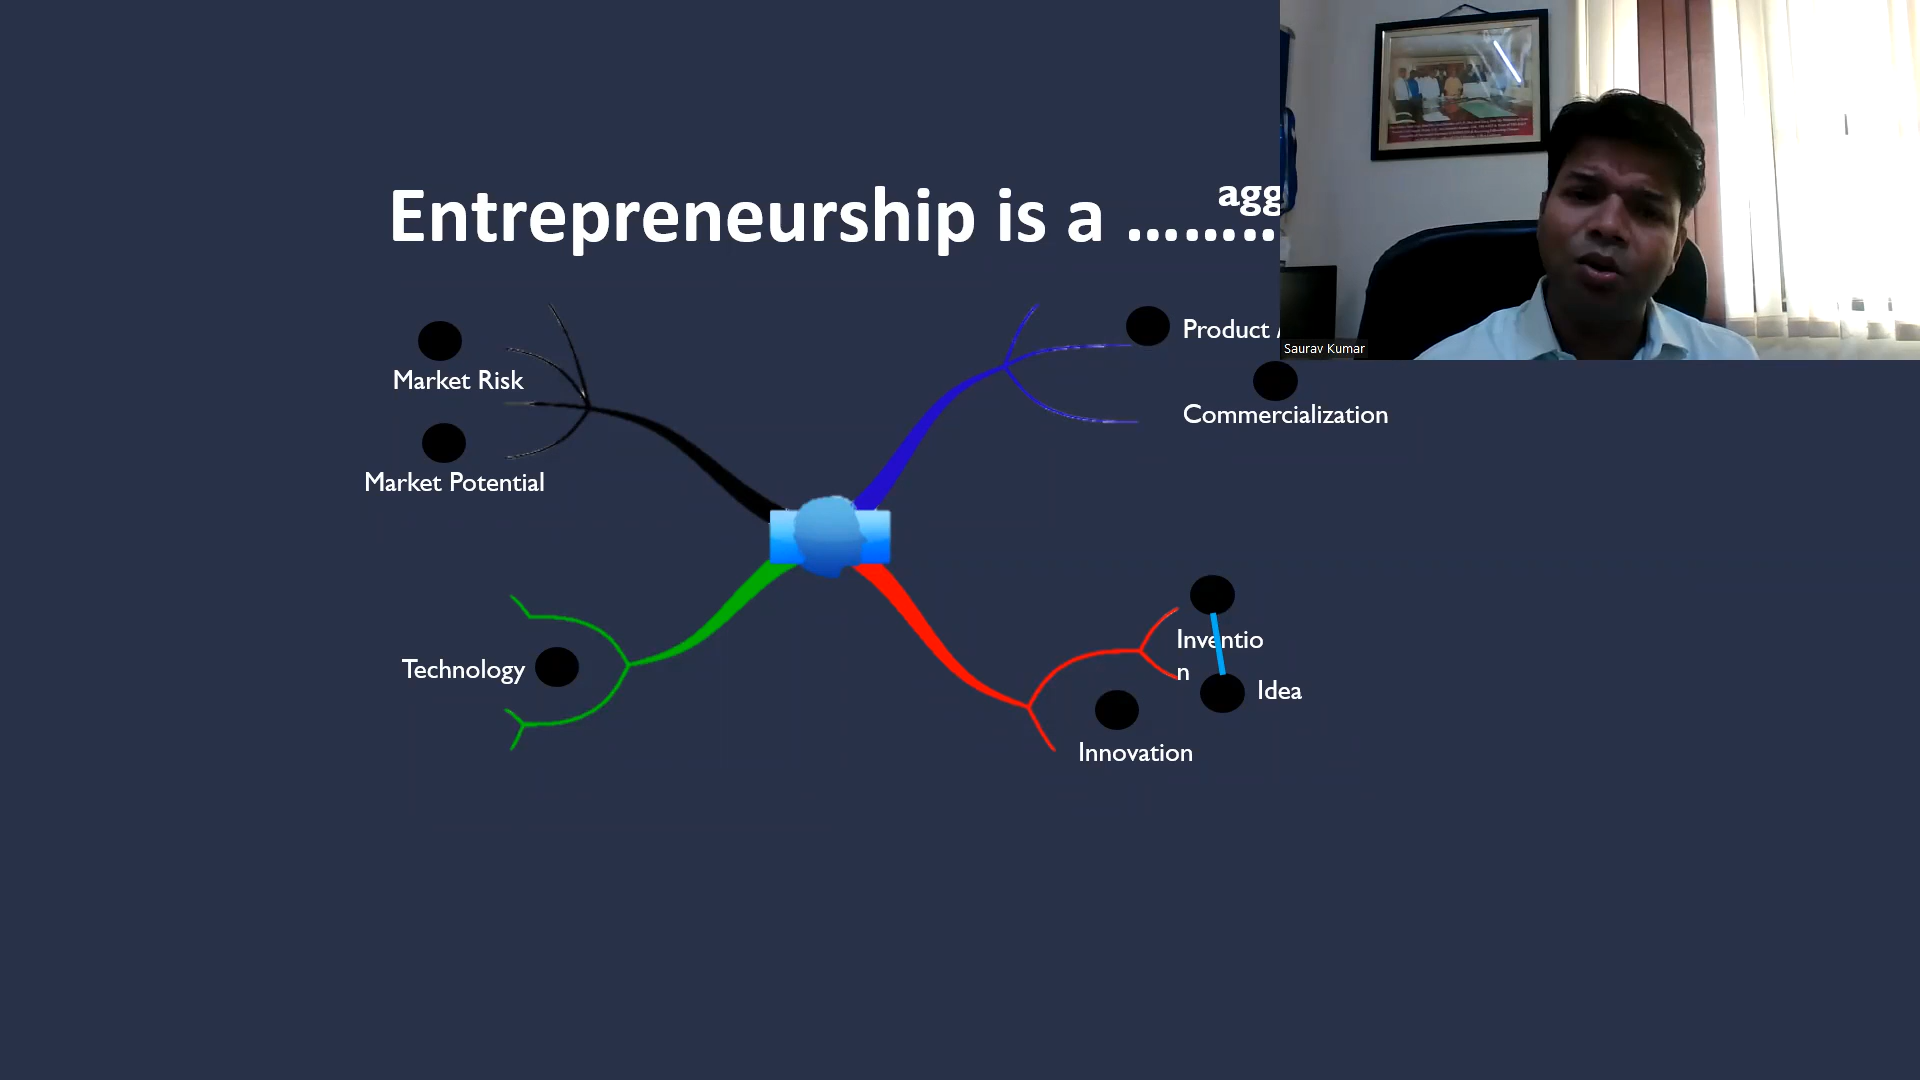 Entrepreneurship is a ........
agg
Market Risk
Market Potential
Product
Saurav Kumar
Commercialization
Technology
Inventio
n
Idea
Innovation